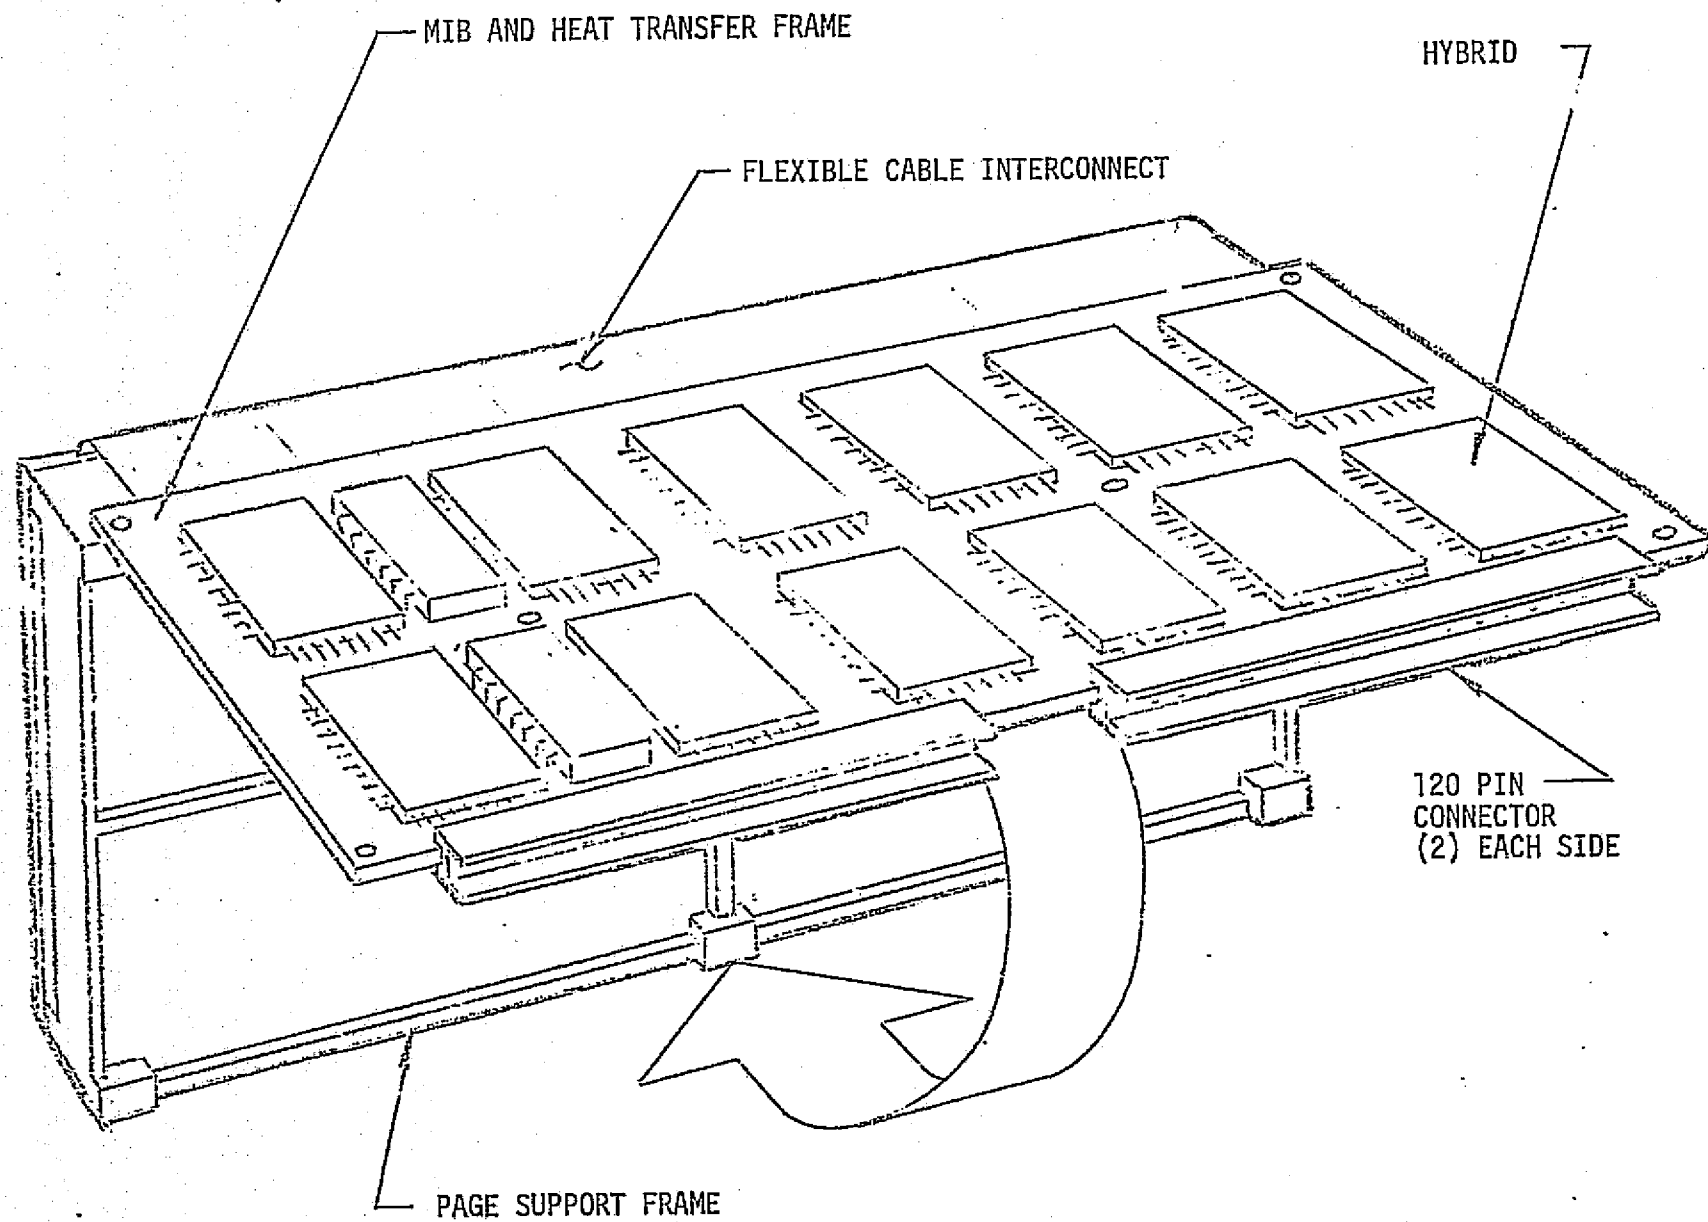 MIB AND HEAT TRANSFER FRAME
HYBRID
FLEXIBLE CABLE INTERCONNECT
120 PIN
CONNECTOR
(2) EACH SIDE
PAGE SUPPORT FRAME